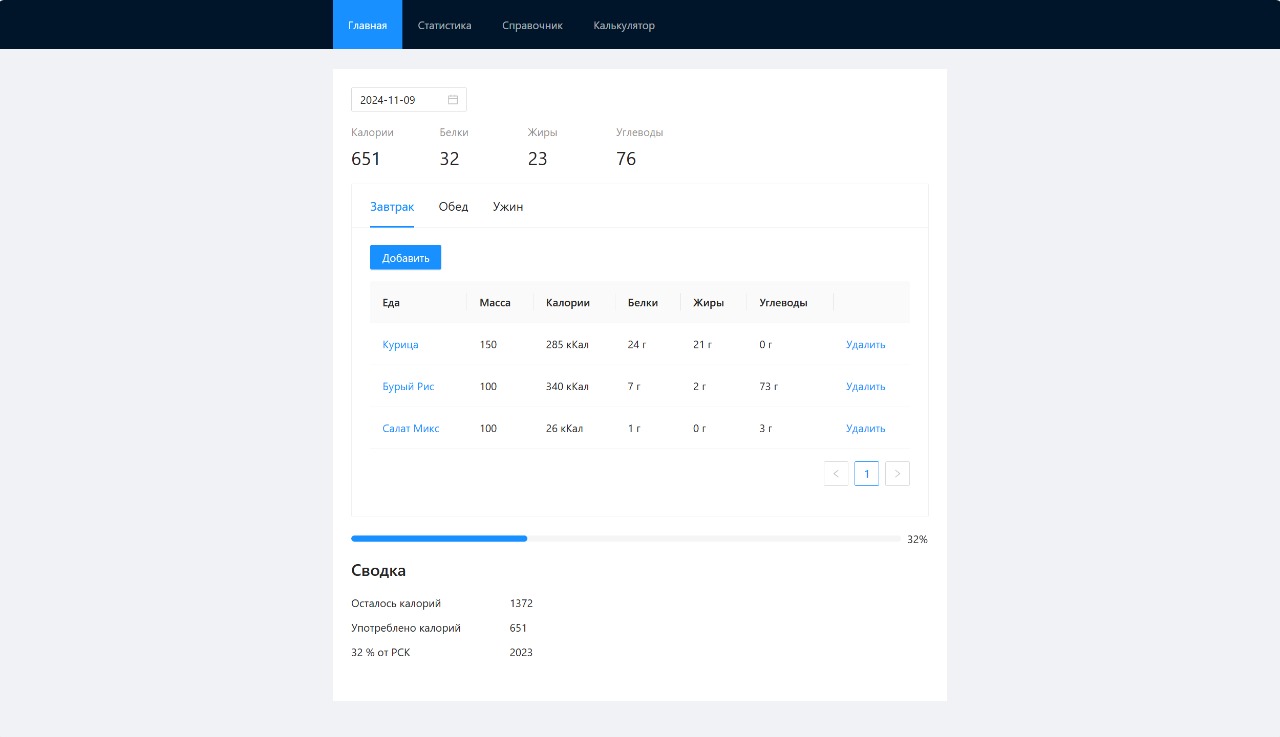 Главная Статистика Справочник Калькулятор
2024-11-09
Калории Белки Жиры Углеводы
651 32 23 76
Завтрак Обед Ужин
Добавить
Еда Масса Калории Белки Жиры Углеводы
Курица 150 285 кКал 24 г 21 г 0 г Удалить
Бурый Рис 100 340 кКал 7 г 2 г 73 г Удалить
Салат Микс 100 26 кКал 1 г 0 г 3 г Удалить
< 1 >
32%
Сводка
Осталось калорий 1372
Употреблено калорий 651
32 % от РСК 2023